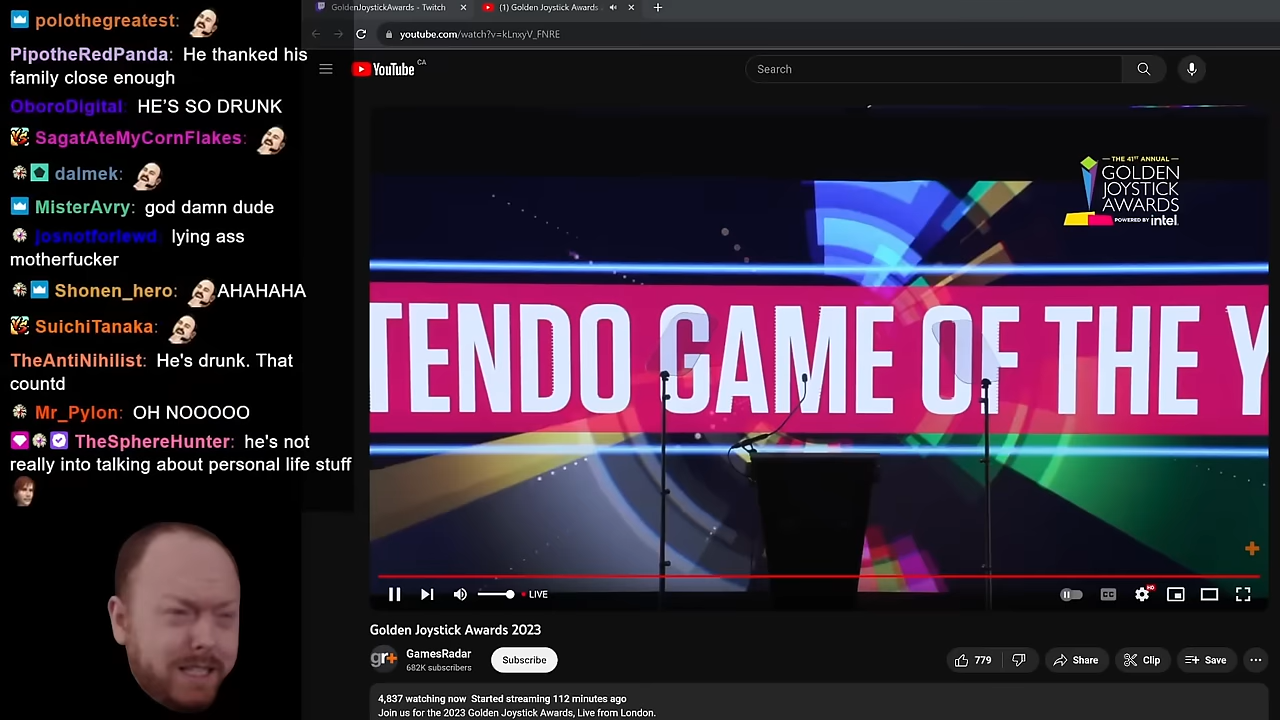 polothegreatest:
PipotheRedPanda: He thanked his
family close enough
OboroDigital: HE'S SO DRUNK
SagatAteMyCornFlakes:
dalmek:
MisterAvry: god damn dude
josnotforlewd: lying ass
motherfucker
Shonen_hero: AHAHAHA
SuichiTanaka:
TheAntiNihilist: He's drunk. That
countd
Mr_Pylon: OH NOOOOO
TheSphereHunter: he's not
really into talking about personal life stuff
GoldenJoystickAwards - Twitch
(1) Golden Joystick Awards
youtube.com/watch?v=kLnxyV_FNRE
YouTube CA
Search
THE 41ST ANNUAL
GOLDEN
JOYSTICK
AWARDS
POWERED BY intel.
TENDO GAME OF THE Y
LIVE
CC
HD
Golden Joystick Awards 2023
gr+
GamesRadar
682K subscribers
Subscribe
779
Share
Clip
Save
4,837 watching now Started streaming 112 minutes ago
Join us for the 2023 Golden Joystick Awards, Live from London.